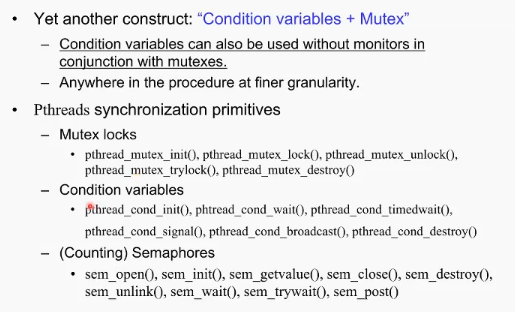 • Yet another construct: “Condition variables + Mutex”
– Condition variables can also be used without monitors in
conjunction with mutexes.
– Anywhere in the procedure at finer granularity.
• Pthreads synchronization primitives
– Mutex locks
• pthread_mutex_init(), pthread_mutex_lock(), pthread_mutex_unlock(),
pthread_mutex_trylock(), pthread_mutex_destroy()
– Condition variables
• pthread_cond_init(), phtread_cond_wait(), pthread_cond_timedwait(),
pthread_cond_signal(), pthread_cond_broadcast(), pthread_cond_destroy()
– (Counting) Semaphores
• sem_open(), sem_init(), sem_getvalue(), sem_close(), sem_destroy(),
sem_unlink(), sem_wait(), sem_trywait(), sem_post()